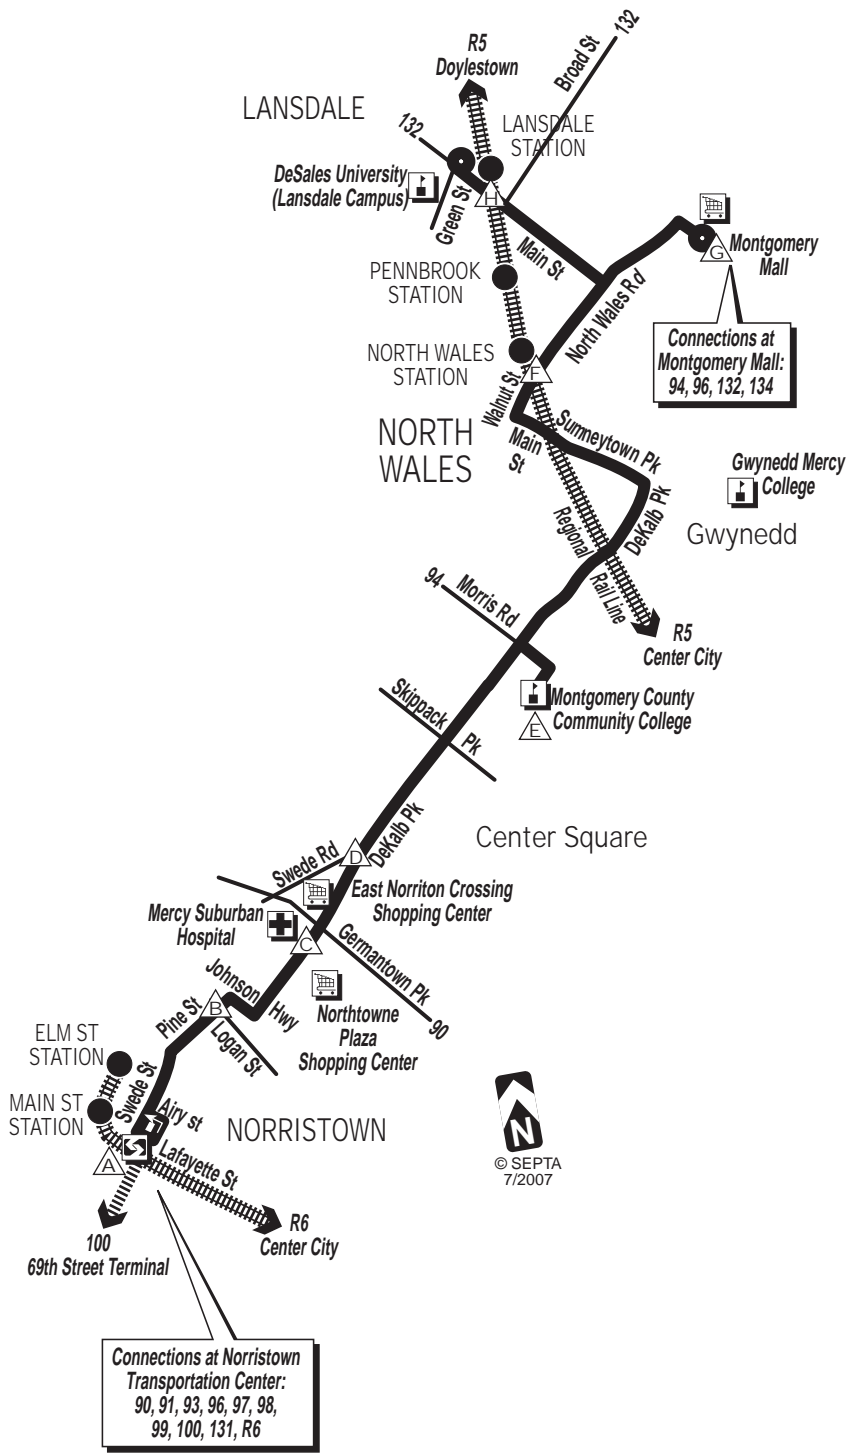 132
R5
Doylestown
Broad St
LANSDALE
132
LANSDALE
STATION
DeSales University
(Lansdale Campus)
H
Green St
Main St
Montgomery
Mall
G
PENNBROOK
STATION
North Wales Rd
Connections at
Montgomery Mall:
94, 96, 132, 134
NORTH WALES
STATION
F
Walnut St
NORTH
WALES
Main
St
Sumneytown Pk
Gwynedd Mercy
College
DeKalb Pk
Gwynedd
Regional
Rail Line
94
Morris Rd
R5
Center City
Skippack
Pk
Montgomery County
Community College
E
DeKalb Pk
Center Square
Swede Rd
D
East Norriton Crossing
Shopping Center
Mercy Suburban
Hospital
C
Germantown Pk
90
Johnson
Hwy
Northtowne
Plaza
Shopping Center
Pine St
B
Logan St
ELM ST
STATION
Swede St
MAIN ST
STATION
Airy st
NORRISTOWN
N
© SEPTA
7/2007
A
S
Lafayette St
R6
Center City
100
69th Street Terminal
Connections at Norristown
Transportation Center:
90, 91, 93, 96, 97, 98,
99, 100, 131, R6